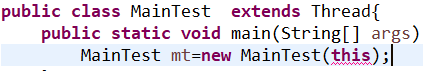 public class MainTest  extends Thread{
    public static void main(String[] args)
        MainTest mt=new MainTest(this);